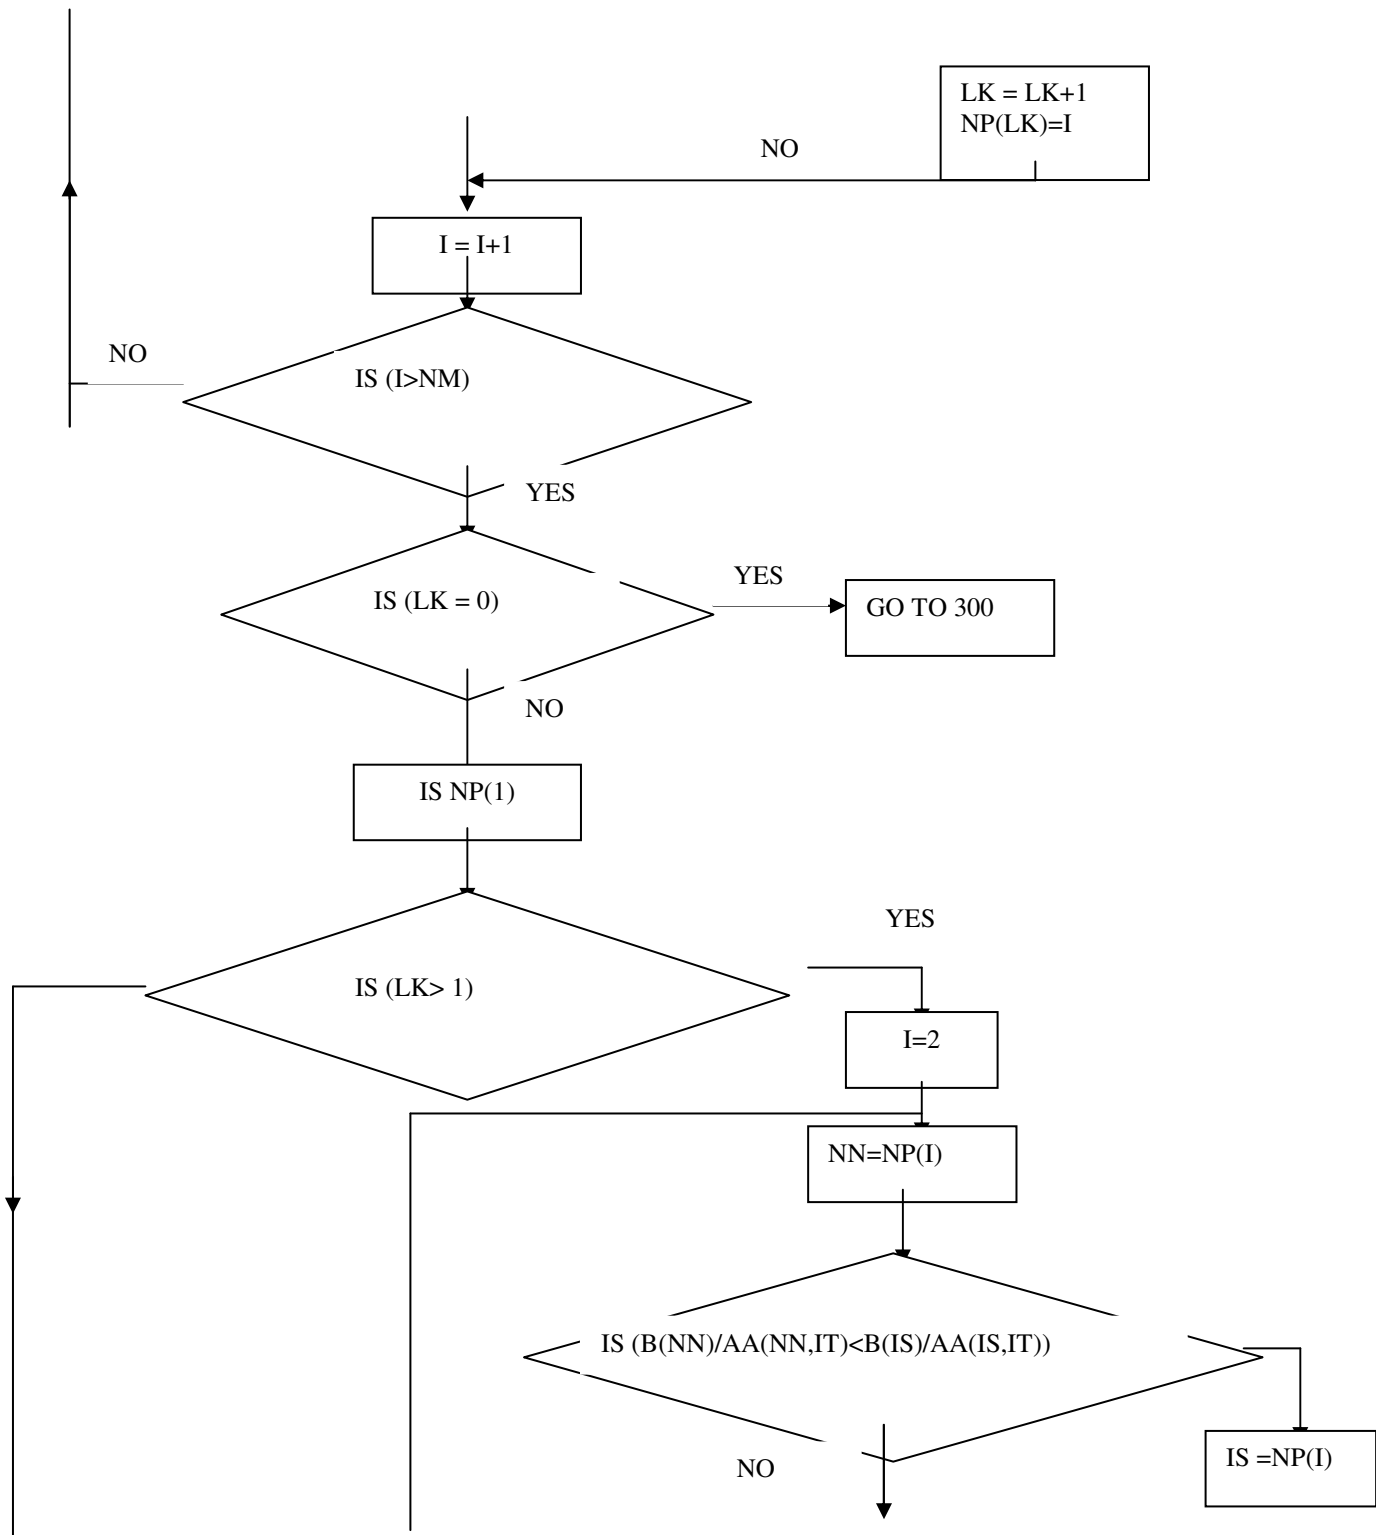 LK = LK+1
NP(LK)=I
NO
I = I+1
NO
IS (I>NM)
YES
IS (LK = 0)
YES
GO TO 300
NO
IS NP(1)
YES
IS (LK> 1)
I=2
NN=NP(I)
IS (B(NN)/AA(NN,IT)<B(IS)/AA(IS,IT))
NO
IS =NP(I)